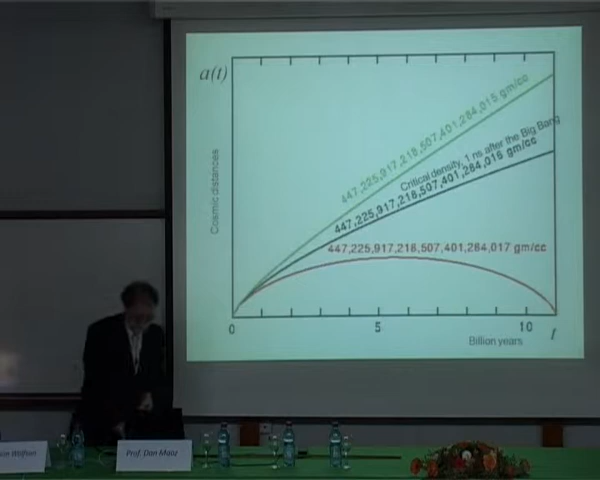 a(t)
Cosmic distances
447,225,917,218,507,401,284,015 gm/cc
Critical density, 1 ns after the Big Bang
447,225,917,218,507,401,284,016 gm/cc
447,225,917,218,507,401,284,017 gm/cc
0
5
10
t
Billion years
Prof. Dan Maoz